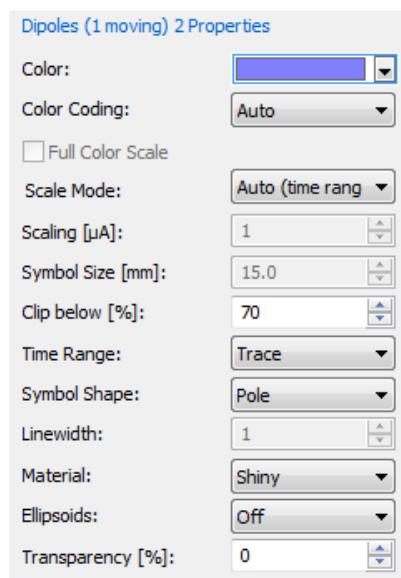 Dipoles (1 moving) 2 Properties
Color:
Color Coding: Auto
Full Color Scale
Scale Mode: Auto (time rang
Scaling [µA]: 1
Symbol Size [mm]: 15.0
Clip below [%]: 70
Time Range: Trace
Symbol Shape: Pole
Linewidth: 1
Material: Shiny
Ellipsoids: Off
Transparency [%]: 0